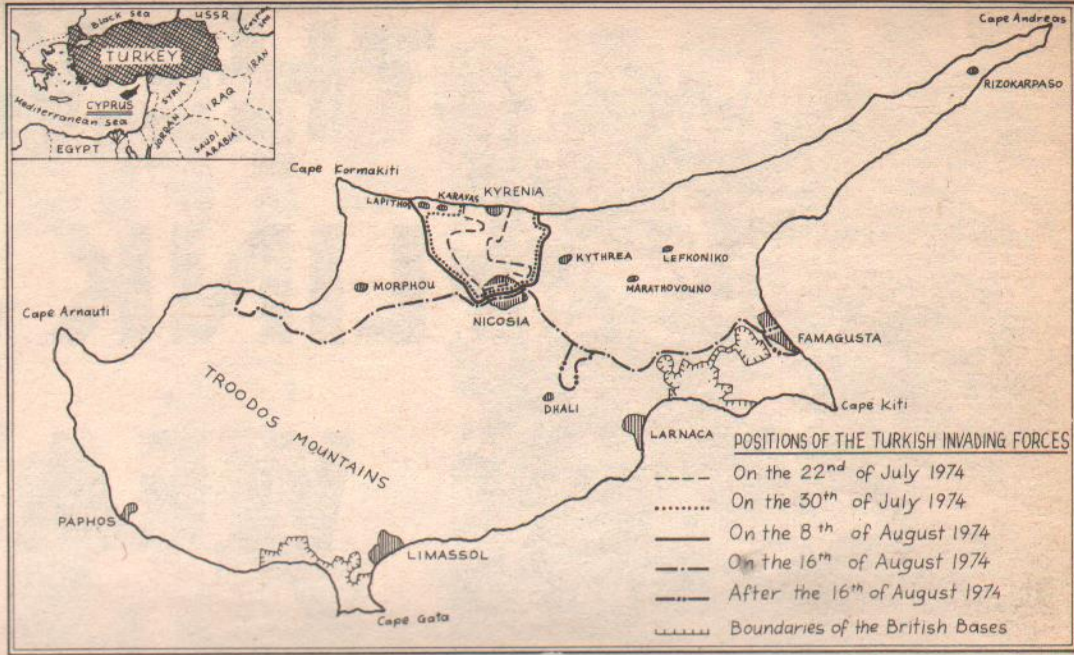 Black Sea
USSR
Caspian Sea
TURKEY
IRAN
CYPRUS
SYRIA
IRAQ
Mediterranean sea
JORDAN
SAUDI
ARABIA
EGYPT
Cape Andreas
RIZOKARPASO
Cape Kormakiti
LAPITHOS
KARAVAS
KYRENIA
KYTHREA
LEFKONIKO
MORPHOU
MARATHOVOUNO
NICOSIA
Cape Arnauti
FAMAGUSTA
TROODOS MOUNTAINS
DHALI
Cape Kiti
LARNACA
PAPHOS
LIMASSOL
Cape Gata
POSITIONS OF THE TURKISH INVADING FORCES
On the 22nd of July 1974
On the 30th of July 1974
On the 8th of August 1974
On the 16th of August 1974
After the 16th of August 1974
Boundaries of the British Bases